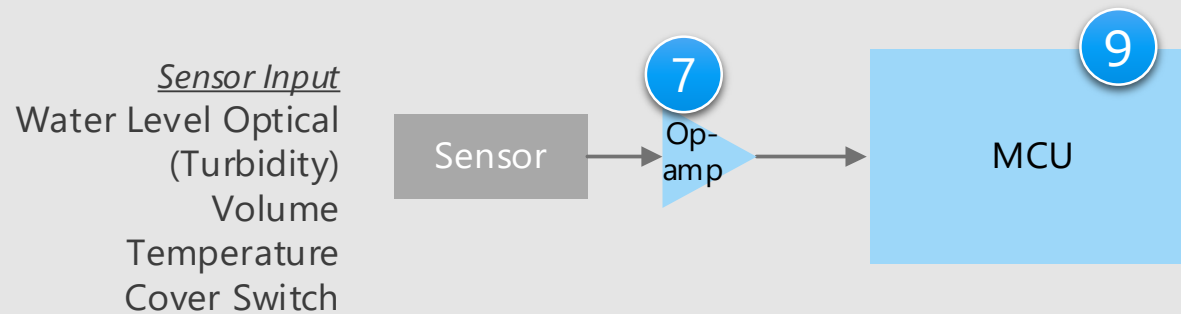 Sensor Input
Water Level Optical
(Turbidity)
Volume
Temperature
Cover Switch
Sensor
7
Op-
amp
9
MCU